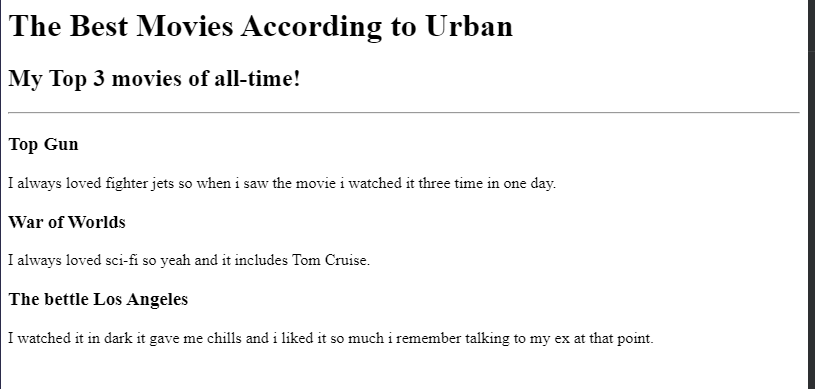 The Best Movies According to Urban
My Top 3 movies of all-time!
Top Gun
I always loved fighter jets so when i saw the movie i watched it three time in one day.
War of Worlds
I always loved sci-fi so yeah and it includes Tom Cruise.
The bettle Los Angeles
I watched it in dark it gave me chills and i liked it so much i remember talking to my ex at that point.